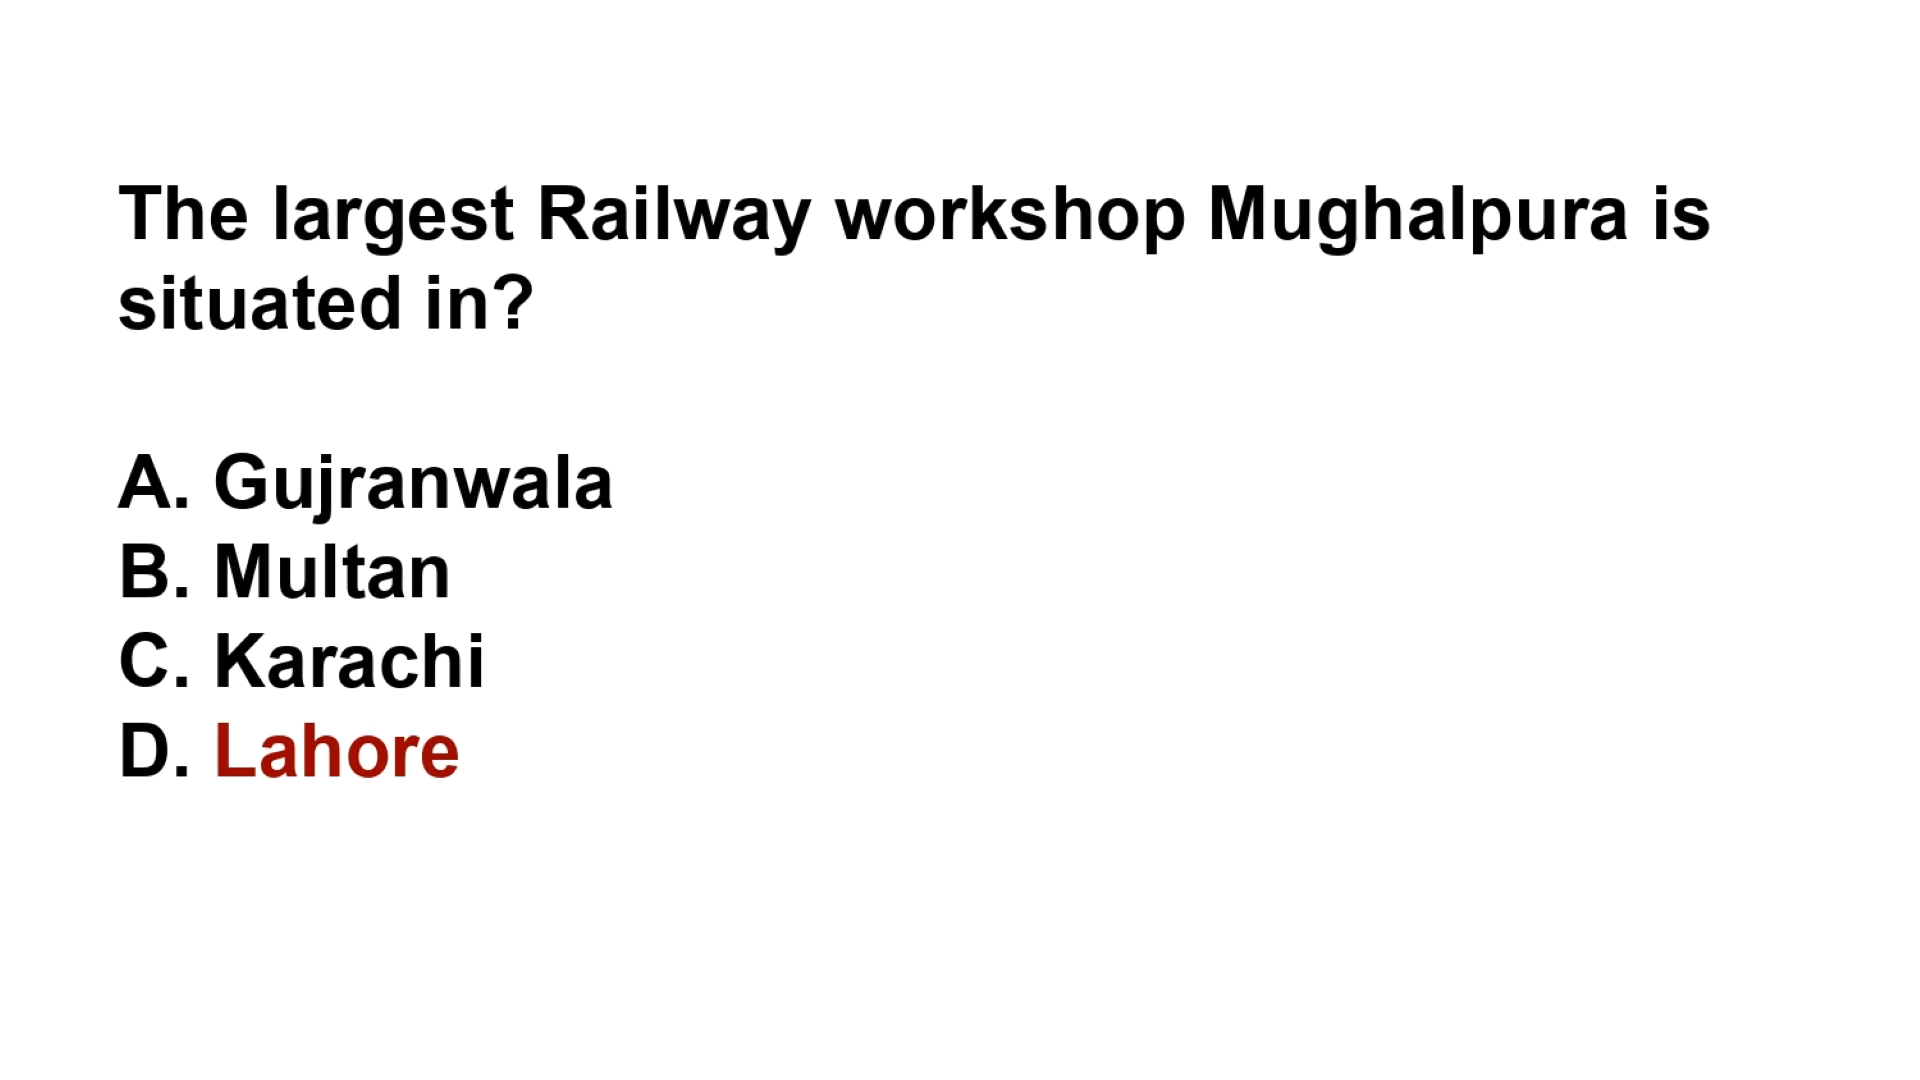 The largest Railway workshop Mughalpura is
situated in?
A. Gujranwala
B. Multan
C. Karachi
D. Lahore